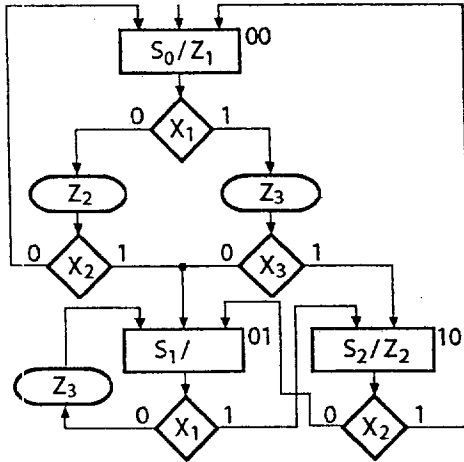 S₀/Z₁ 00
0 X₁ 1
Z₂ Z₃
0 X₂ 1 0 X₃ 1
S₁/ 01 S₂/Z₂ 10
Z₃
0 X₁ 1 0 X₂ 1